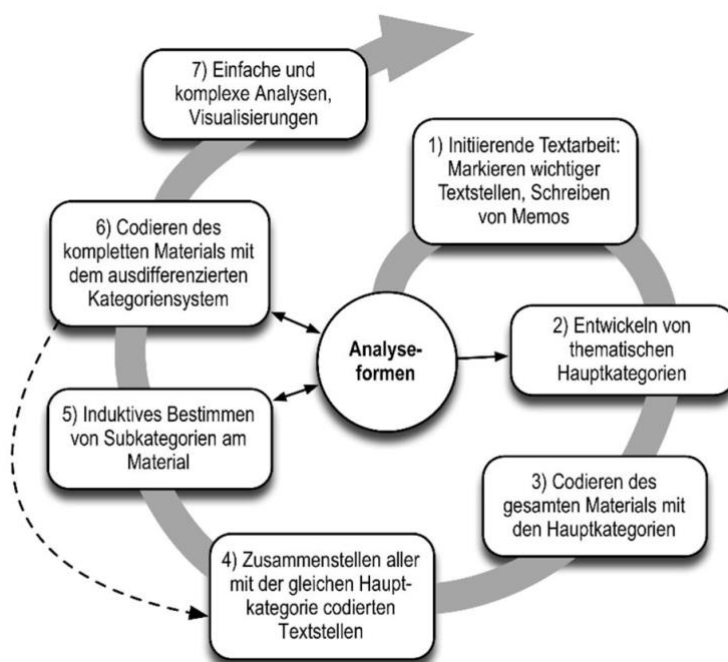 7) Einfache und
komplexe Analysen,
Visualisierungen
1) Initiierende Textarbeit:
Markieren wichtiger
Textstellen, Schreiben
von Memos
6) Codieren des
kompletten Materials mit
dem ausdifferenzierten
Kategoriensystem
Analyse-
formen
2) Entwickeln von
thematischen
Hauptkategorien
5) Induktives Bestimmen
von Subkategorien am
Material
3) Codieren des
gesamten Materials mit
den Hauptkategorien
4) Zusammenstellen aller
mit der gleichen Haupt-
kategorie codierten
Textstellen